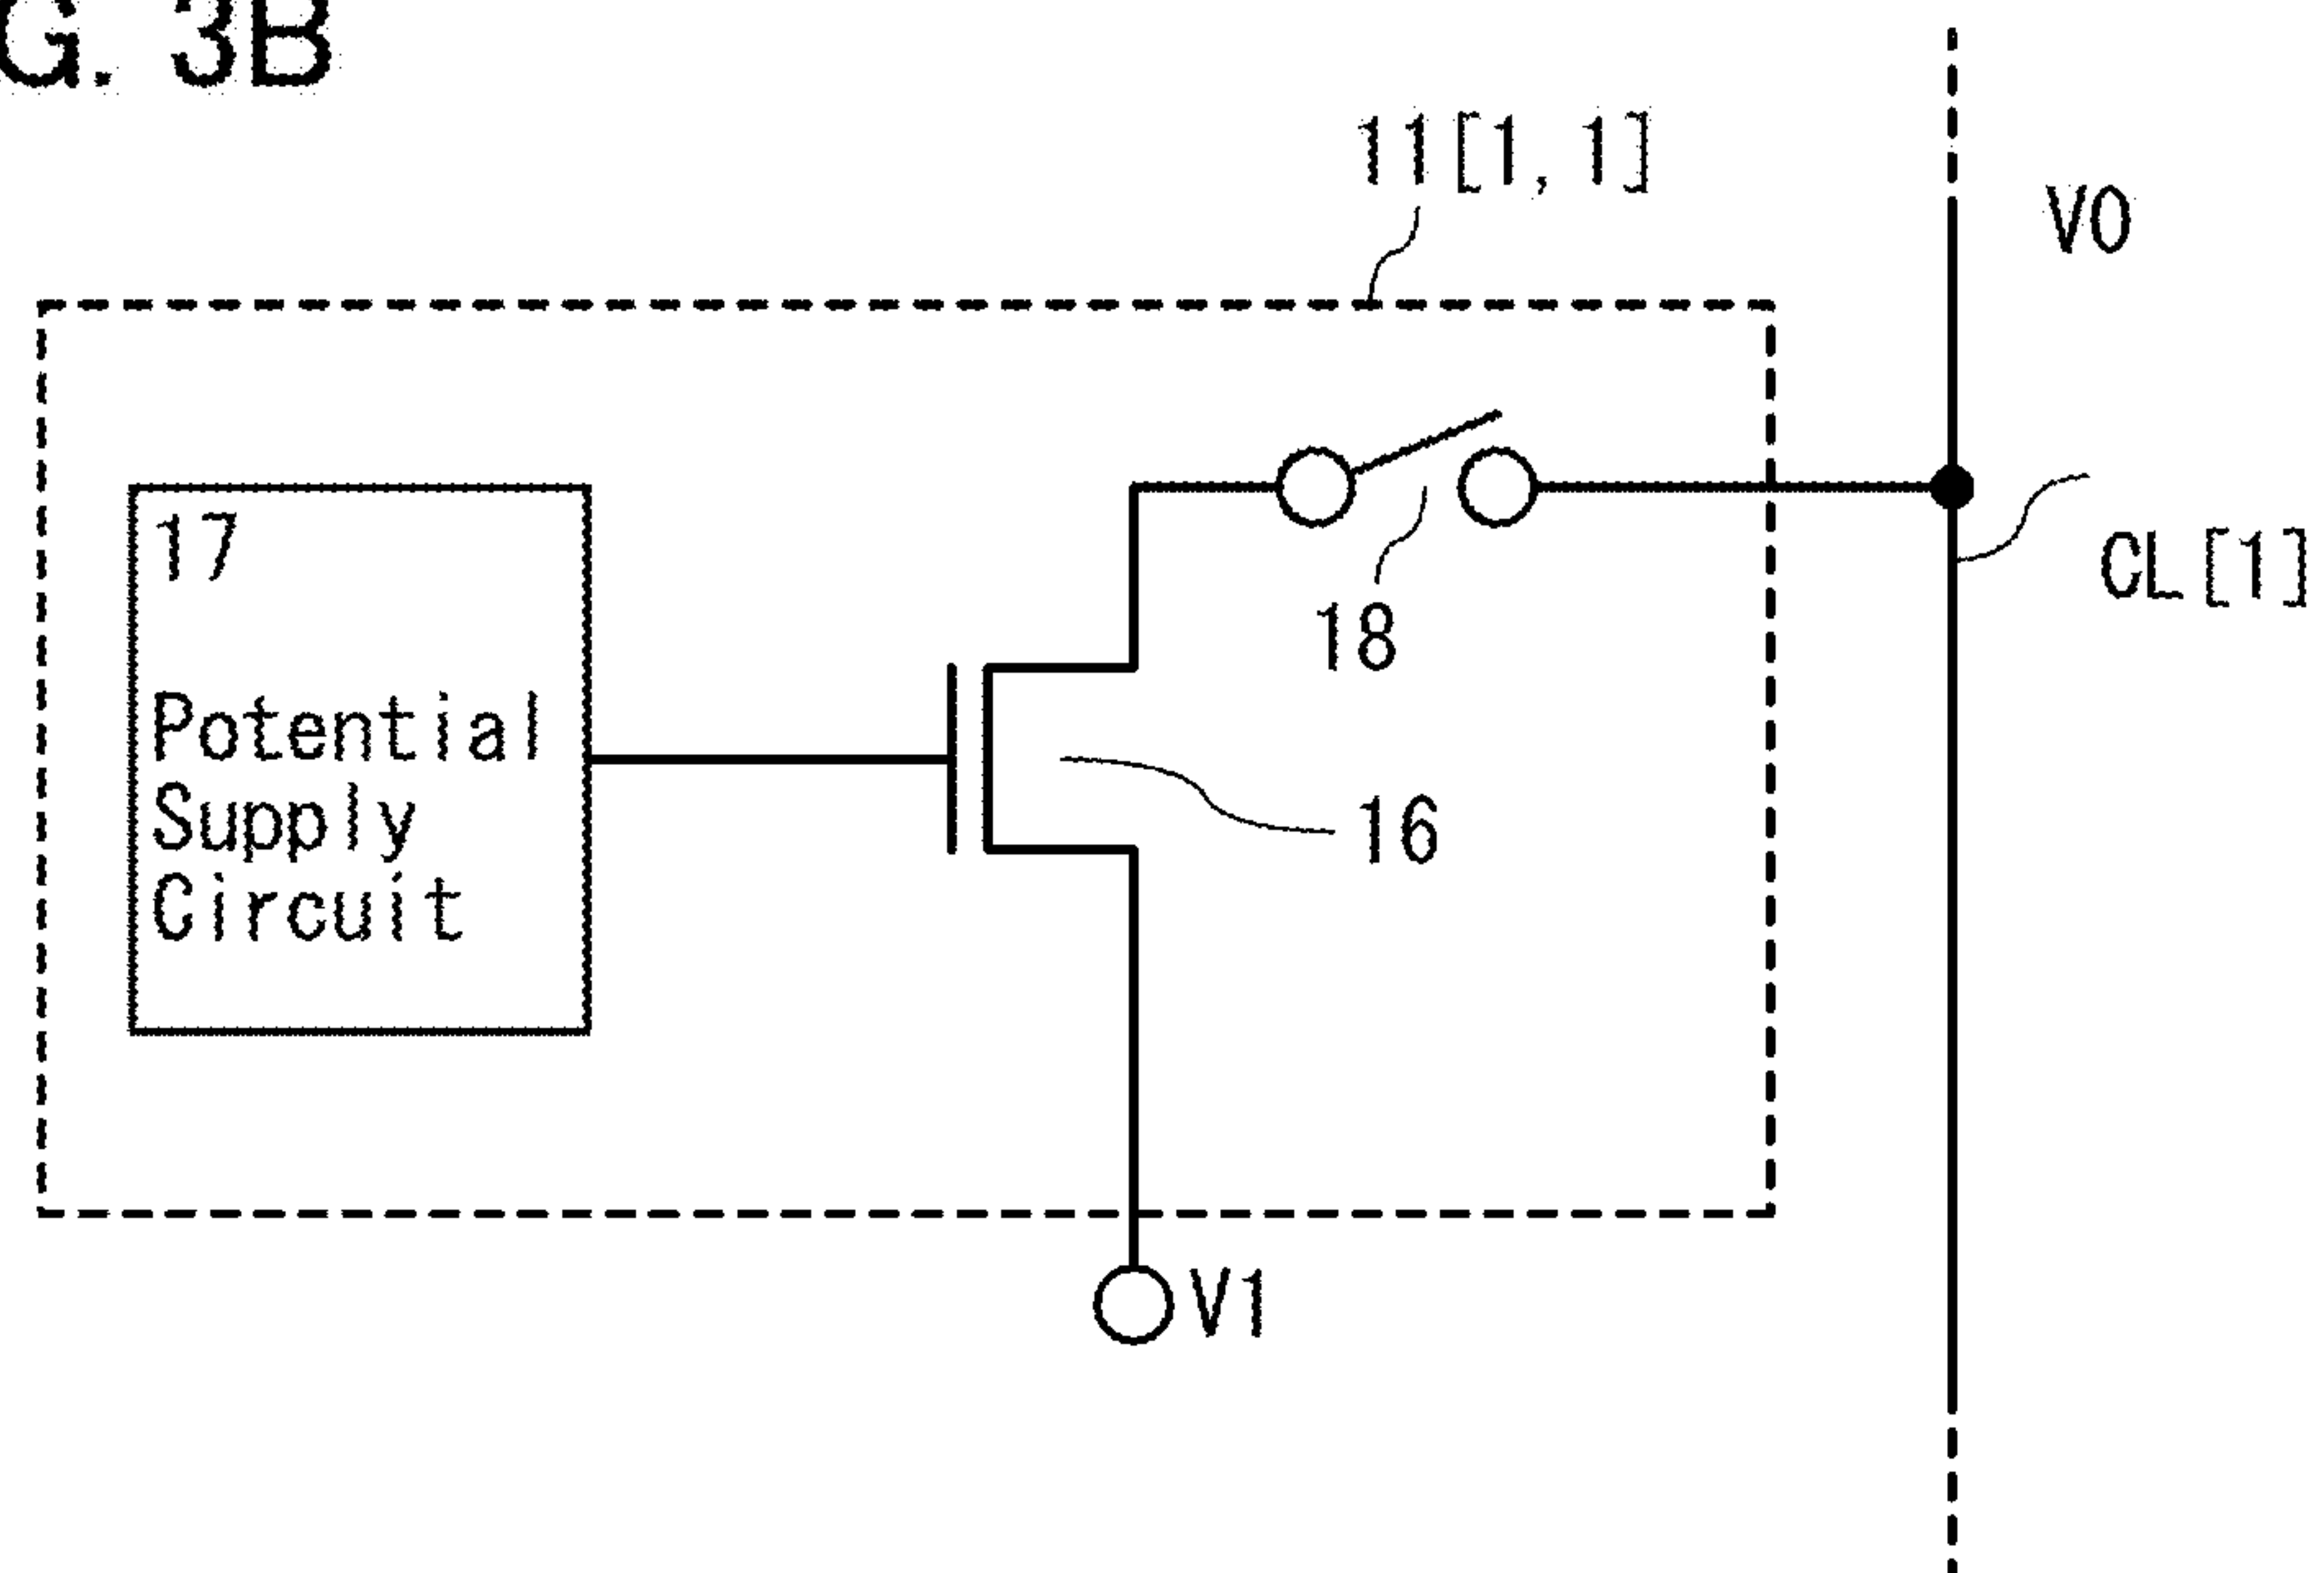 G. 3B
11[1, 1]
V0
CL[1]
17
18
Potential
Supply
Circuit
16
V1